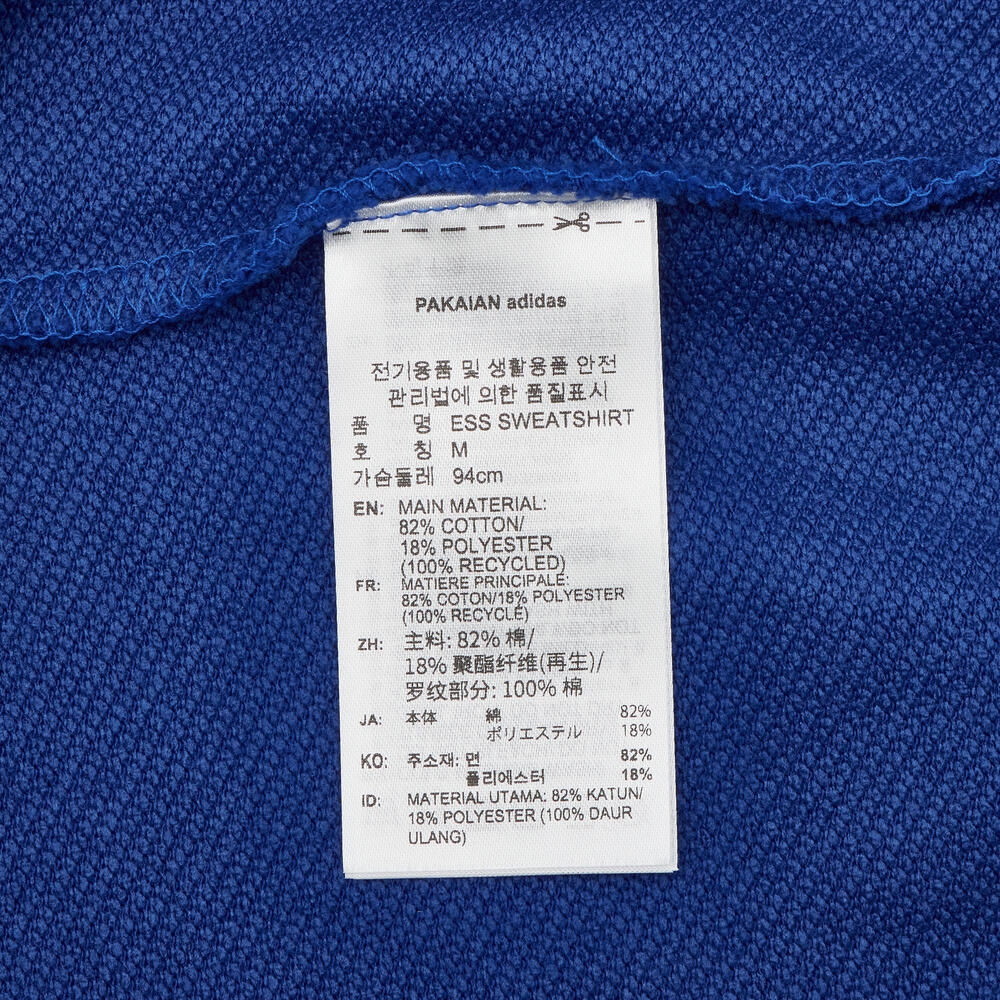 PAKAIAN adidas
전기용품 및 생활용품 안전
관리법에 의한 품질표시
품 명 ESS SWEATSHIRT
호 칭 M
가슴둘레 94cm
EN: MAIN MATERIAL:
82% COTTON/
18% POLYESTER
(100% RECYCLED)
FR: MATIERE PRINCIPALE:
82% COTON/18% POLYESTER
(100% RECYCLÉ)
ZH: 主料: 82% 棉/
18% 聚酯纤维(再生)/
罗纹部分: 100% 棉
JA: 本体 綿 82%
ポリエステル 18%
KO: 주소재: 면 82%
폴리에스터 18%
ID: MATERIAL UTAMA: 82% KATUN/
18% POLYESTER (100% DAUR
ULANG)